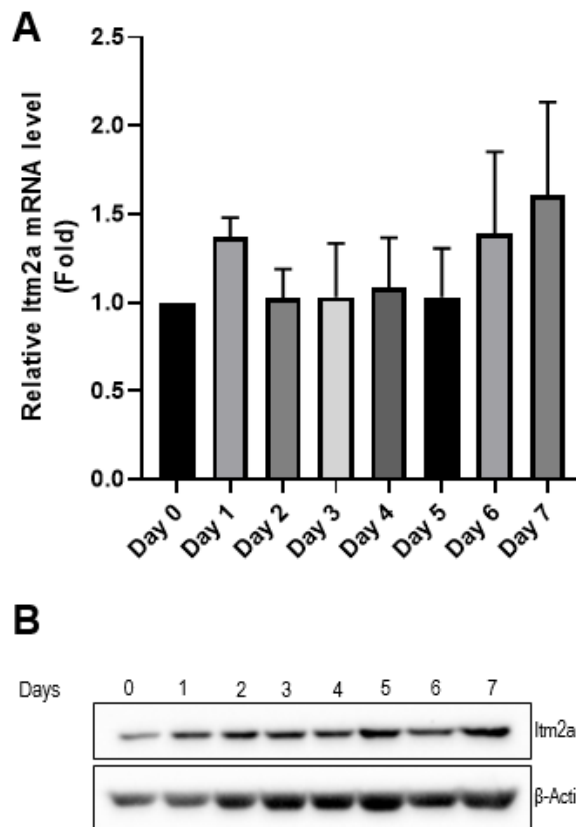 A
Relative Itm2a mRNA level
(Fold)
2.5
2.0
1.5
1.0
0.5
0.0
Day 0 Day 1 Day 2 Day 3 Day 4 Day 5 Day 6 Day 7
B
Days 0 1 2 3 4 5 6 7
Itm2a
β-Acti